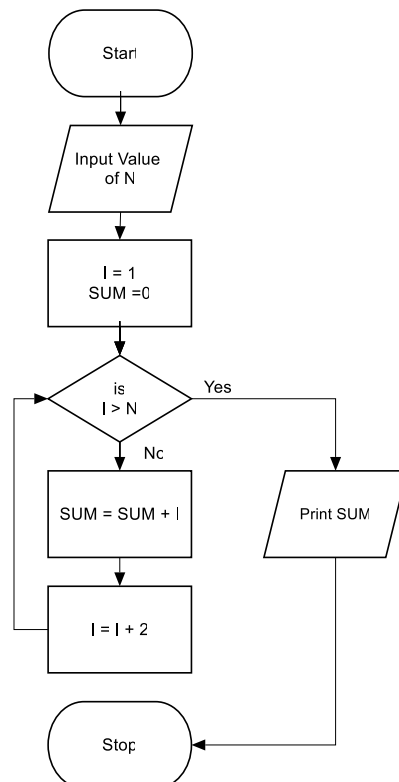 Start
Input Value
of N
I = 1
SUM =0
is
I > N
Yes
No
SUM = SUM + I
Print SUM
I = I + 2
Stop